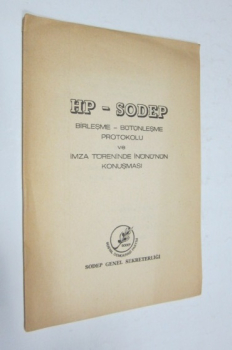 HP - SODEP
BİRLEŞME - BÜTÜNLEŞME
PROTOKOLU
ve
İMZA TÖRENİNDE İNÖNÜ'NÜN
KONUŞMASI
SODEP GENEL SEKRETERLİĞİ